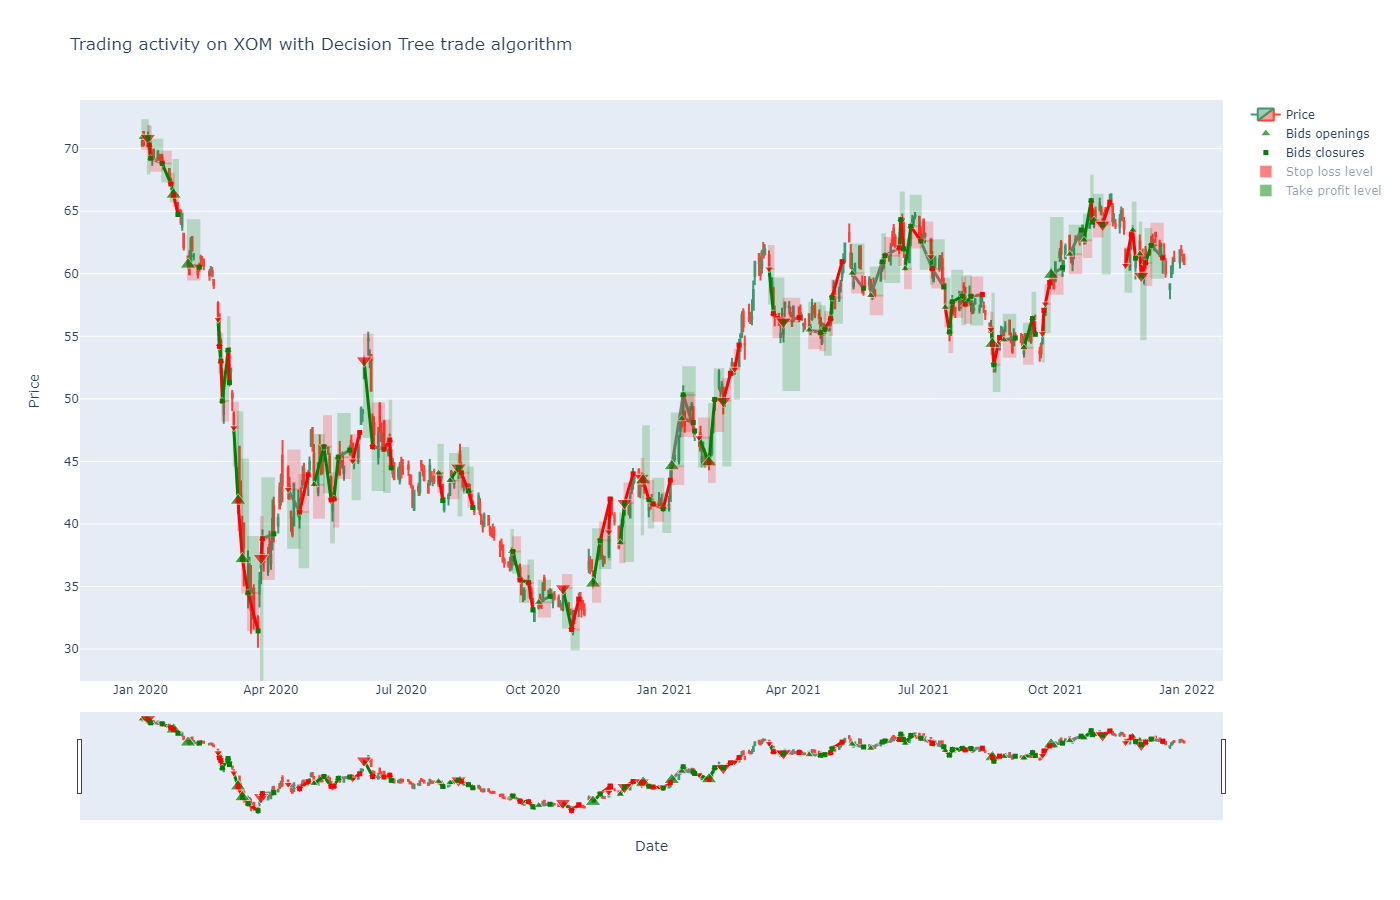 Trading activity on XOM with Decision Tree trade algorithm
Price
Bids openings
Bids closures
Stop loss level
Take profit level
70
65
60
55
50
45
40
35
30
Price
Jan 2020
Apr 2020
Jul 2020
Oct 2020
Jan 2021
Apr 2021
Jul 2021
Oct 2021
Jan 2022
Date